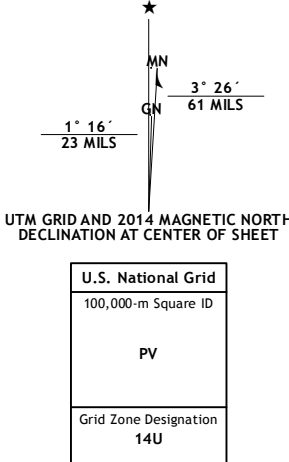 ★
MN
3° 26´
61 MILS
GN
1° 16´
23 MILS
UTM GRID AND 2014 MAGNETIC NORTH
DECLINATION AT CENTER OF SHEET
U.S. National Grid
100,000-m Square ID
PV
Grid Zone Designation
14U